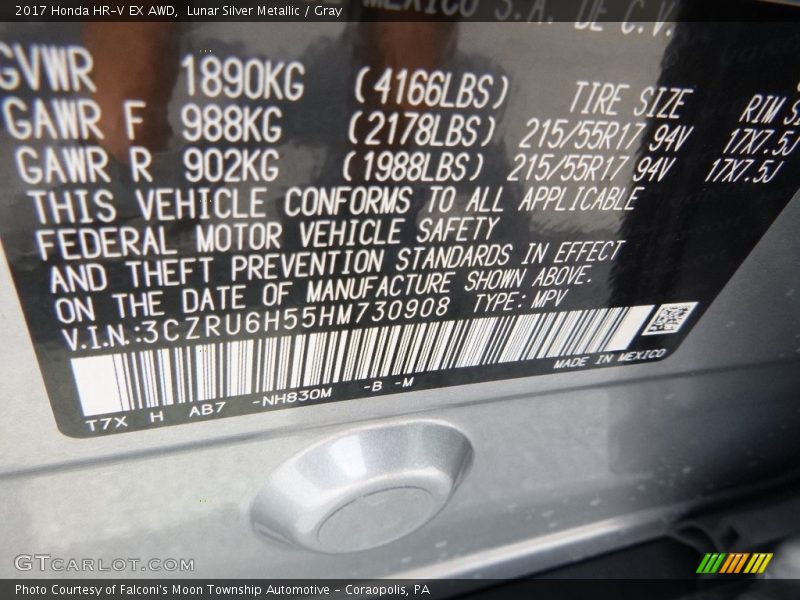 2017 Honda HR-V EX AWD,  Lunar Silver Metallic / Gray
MEXICO S.A. DE C.V.
GVWR 1890KG (4166LBS) TIRE SIZE RIM S
GAWR F 988KG (2178LBS) 215/55R17 94V 17X7.5J
GAWR R 902KG (1988LBS) 215/55R17 94V 17X7.5J
THIS VEHICLE CONFORMS TO ALL APPLICABLE
FEDERAL MOTOR VEHICLE SAFETY
AND THEFT PREVENTION STANDARDS IN EFFECT
ON THE DATE OF MANUFACTURE SHOWN ABOVE.
V.I.N.:3CZRU6H55HM730908 TYPE: MPV
MADE IN MEXICO
T7X H AB7 -NH830M -B -M
GTCARLOT.COM
Photo Courtesy of Falconi's Moon Township Automotive - Coraopolis, PA